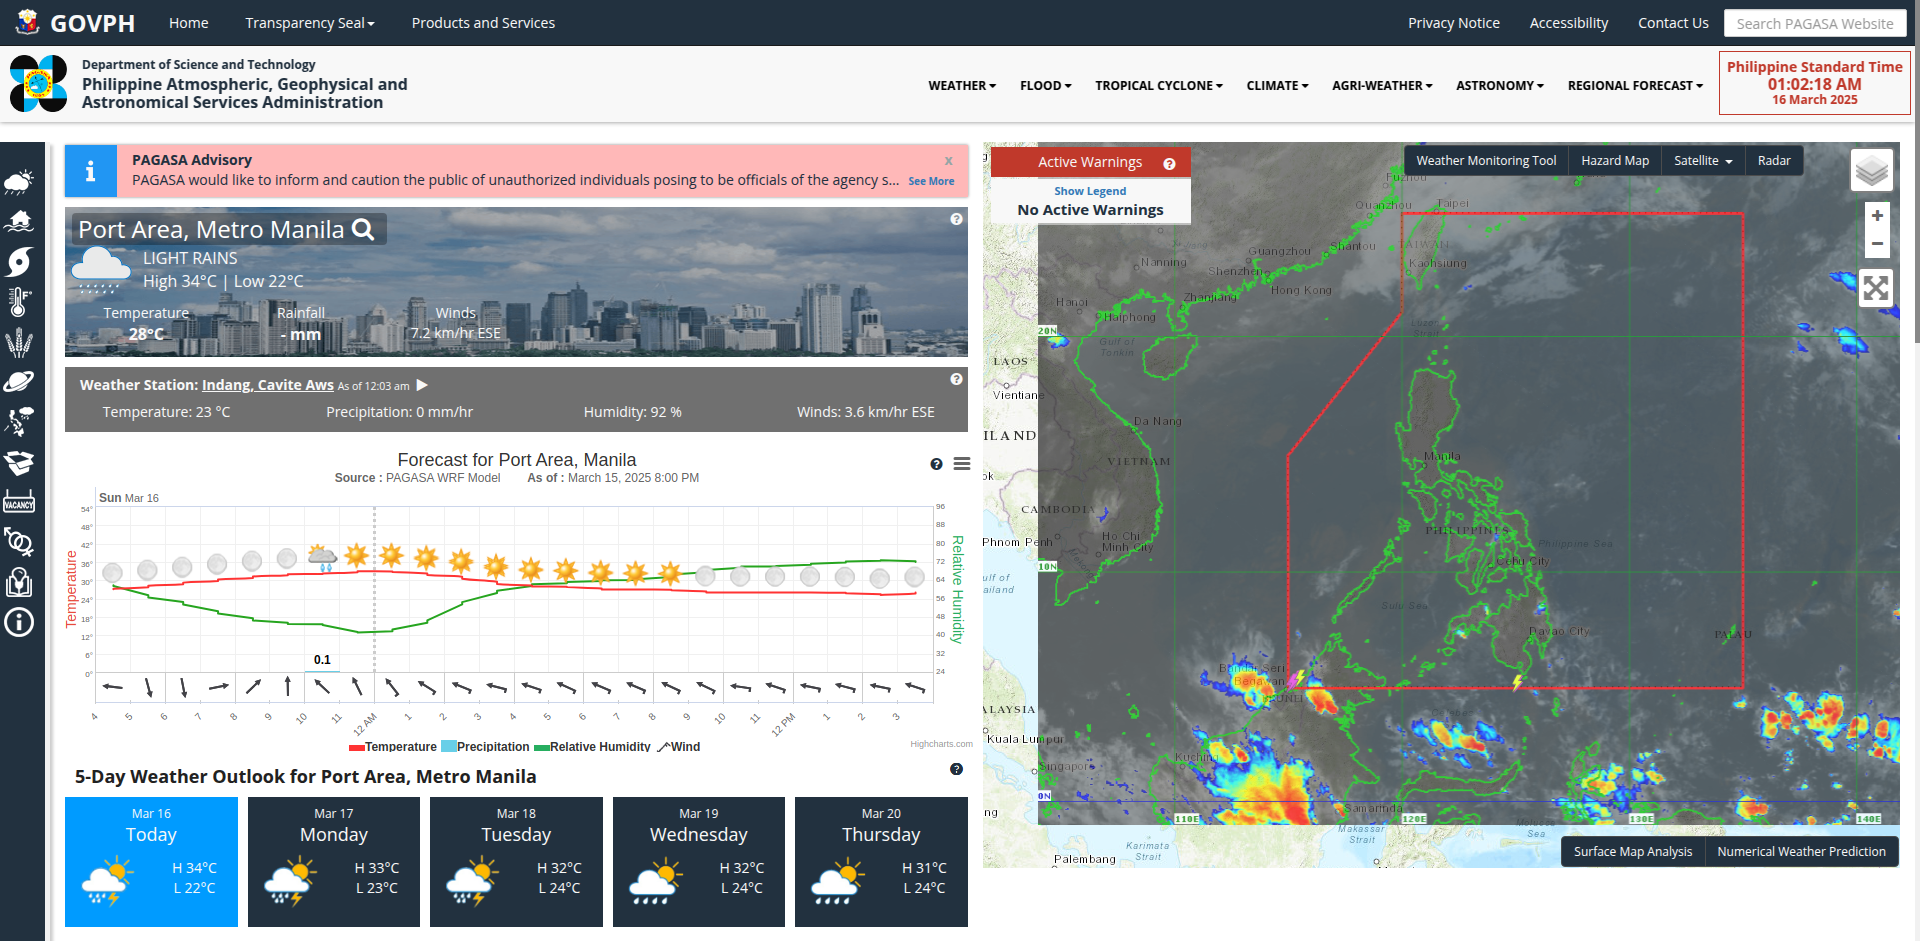 GOVPH
Home
Transparency Seal
Products and Services
Privacy Notice
Accessibility
Contact Us
Search PAGASA Website
Department of Science and Technology
Philippine Atmospheric, Geophysical and
Astronomical Services Administration
WEATHER
FLOOD
TROPICAL CYCLONE
CLIMATE
AGRI-WEATHER
ASTRONOMY
REGIONAL FORECAST
Philippine Standard Time
01:02:18 AM
16 March 2025
PAGASA Advisory
x
PAGASA would like to inform and caution the public of unauthorized individuals posing to be officials of the agency s... See More
Port Area, Metro Manila
LIGHT RAINS
High 34°C | Low 22°C
Temperature
28°C
Rainfall
- mm
Winds
7.2 km/hr ESE
Weather Station: Indang, Cavite Aws As of 12:03 am
Temperature: 23 °C
Precipitation: 0 mm/hr
Humidity: 92 %
Winds: 3.6 km/hr ESE
Forecast for Port Area, Manila
Source : PAGASA WRF Model As of : March 15, 2025 8:00 PM
Sun Mar 16
54°
48°
42°
36°
30°
24°
18°
12°
6°
0°
Temperature
96
88
80
72
64
56
48
40
32
24
Relative Humidity
0.1
4 5 6 7 8 9 10 11 12 AM 1 2 3 4 5 6 7 8 9 10 11 12 PM 1 2 3
Temperature Precipitation Relative Humidity Wind
Highcharts.com
VACANCY
5-Day Weather Outlook for Port Area, Metro Manila
Mar 16
Today
H 34°C
L 22°C
Mar 17
Monday
H 33°C
L 23°C
Mar 18
Tuesday
H 32°C
L 24°C
Mar 19
Wednesday
H 32°C
L 24°C
Mar 20
Thursday
H 31°C
L 24°C
Active Warnings
Show Legend
No Active Warnings
Weather Monitoring Tool
Hazard Map
Satellite
Radar
+
−
Fuzhou
Quanzhou
Taipei
TAIWAN
Kaohsiung
Shantou
Guangzhou
Shenzhen
Hong Kong
Nanning
Zhanjiang
Hanoi
Haiphong
Gulf of
Tonkin
Luzon
Strait
20N
LAOS
Vientiane
Da Nang
ILAND
VIETNAM
Manila
CAMBODIA
Phnom Penh
Ho Chi
Minh City
PHILIPPINES
Philippine Sea
Cebu City
10N
ulf of
ailand
Sulu Sea
Davao City
PALAU
Bandar Seri
Begawan
BRUNEI
ALAYSIA
Kuala Lumpur
Kuching
Singapore
Celebes
0N
ng
Samarinda
110E
120E
130E
140E
Makassar
Strait
Molucca
Sea
Karimata
Strait
Palembang
Surface Map Analysis
Numerical Weather Prediction